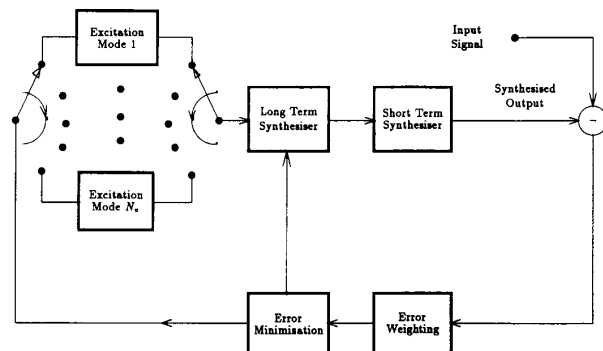 Excitation
Mode 1
Input
Signal
Synthesised
Output
Long Term
Synthesiser
Short Term
Synthesiser
−
Excitation
Mode Nₑ
Error
Minimisation
Error
Weighting